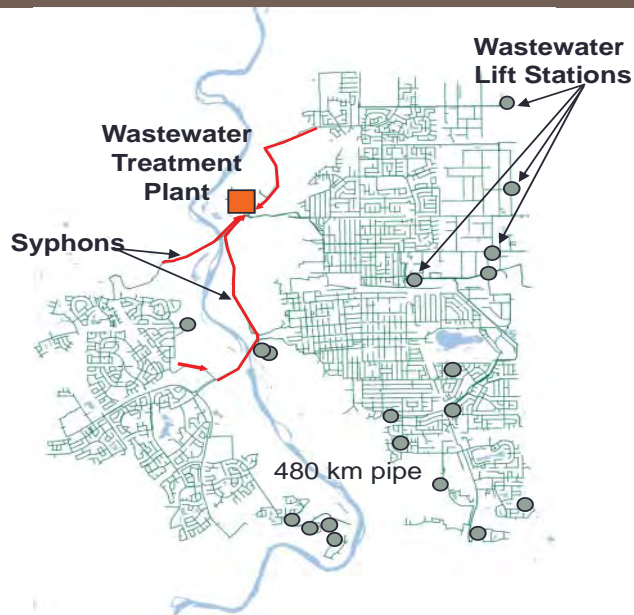 Wastewater
Lift Stations
Wastewater
Treatment
Plant
Syphons
480 km pipe